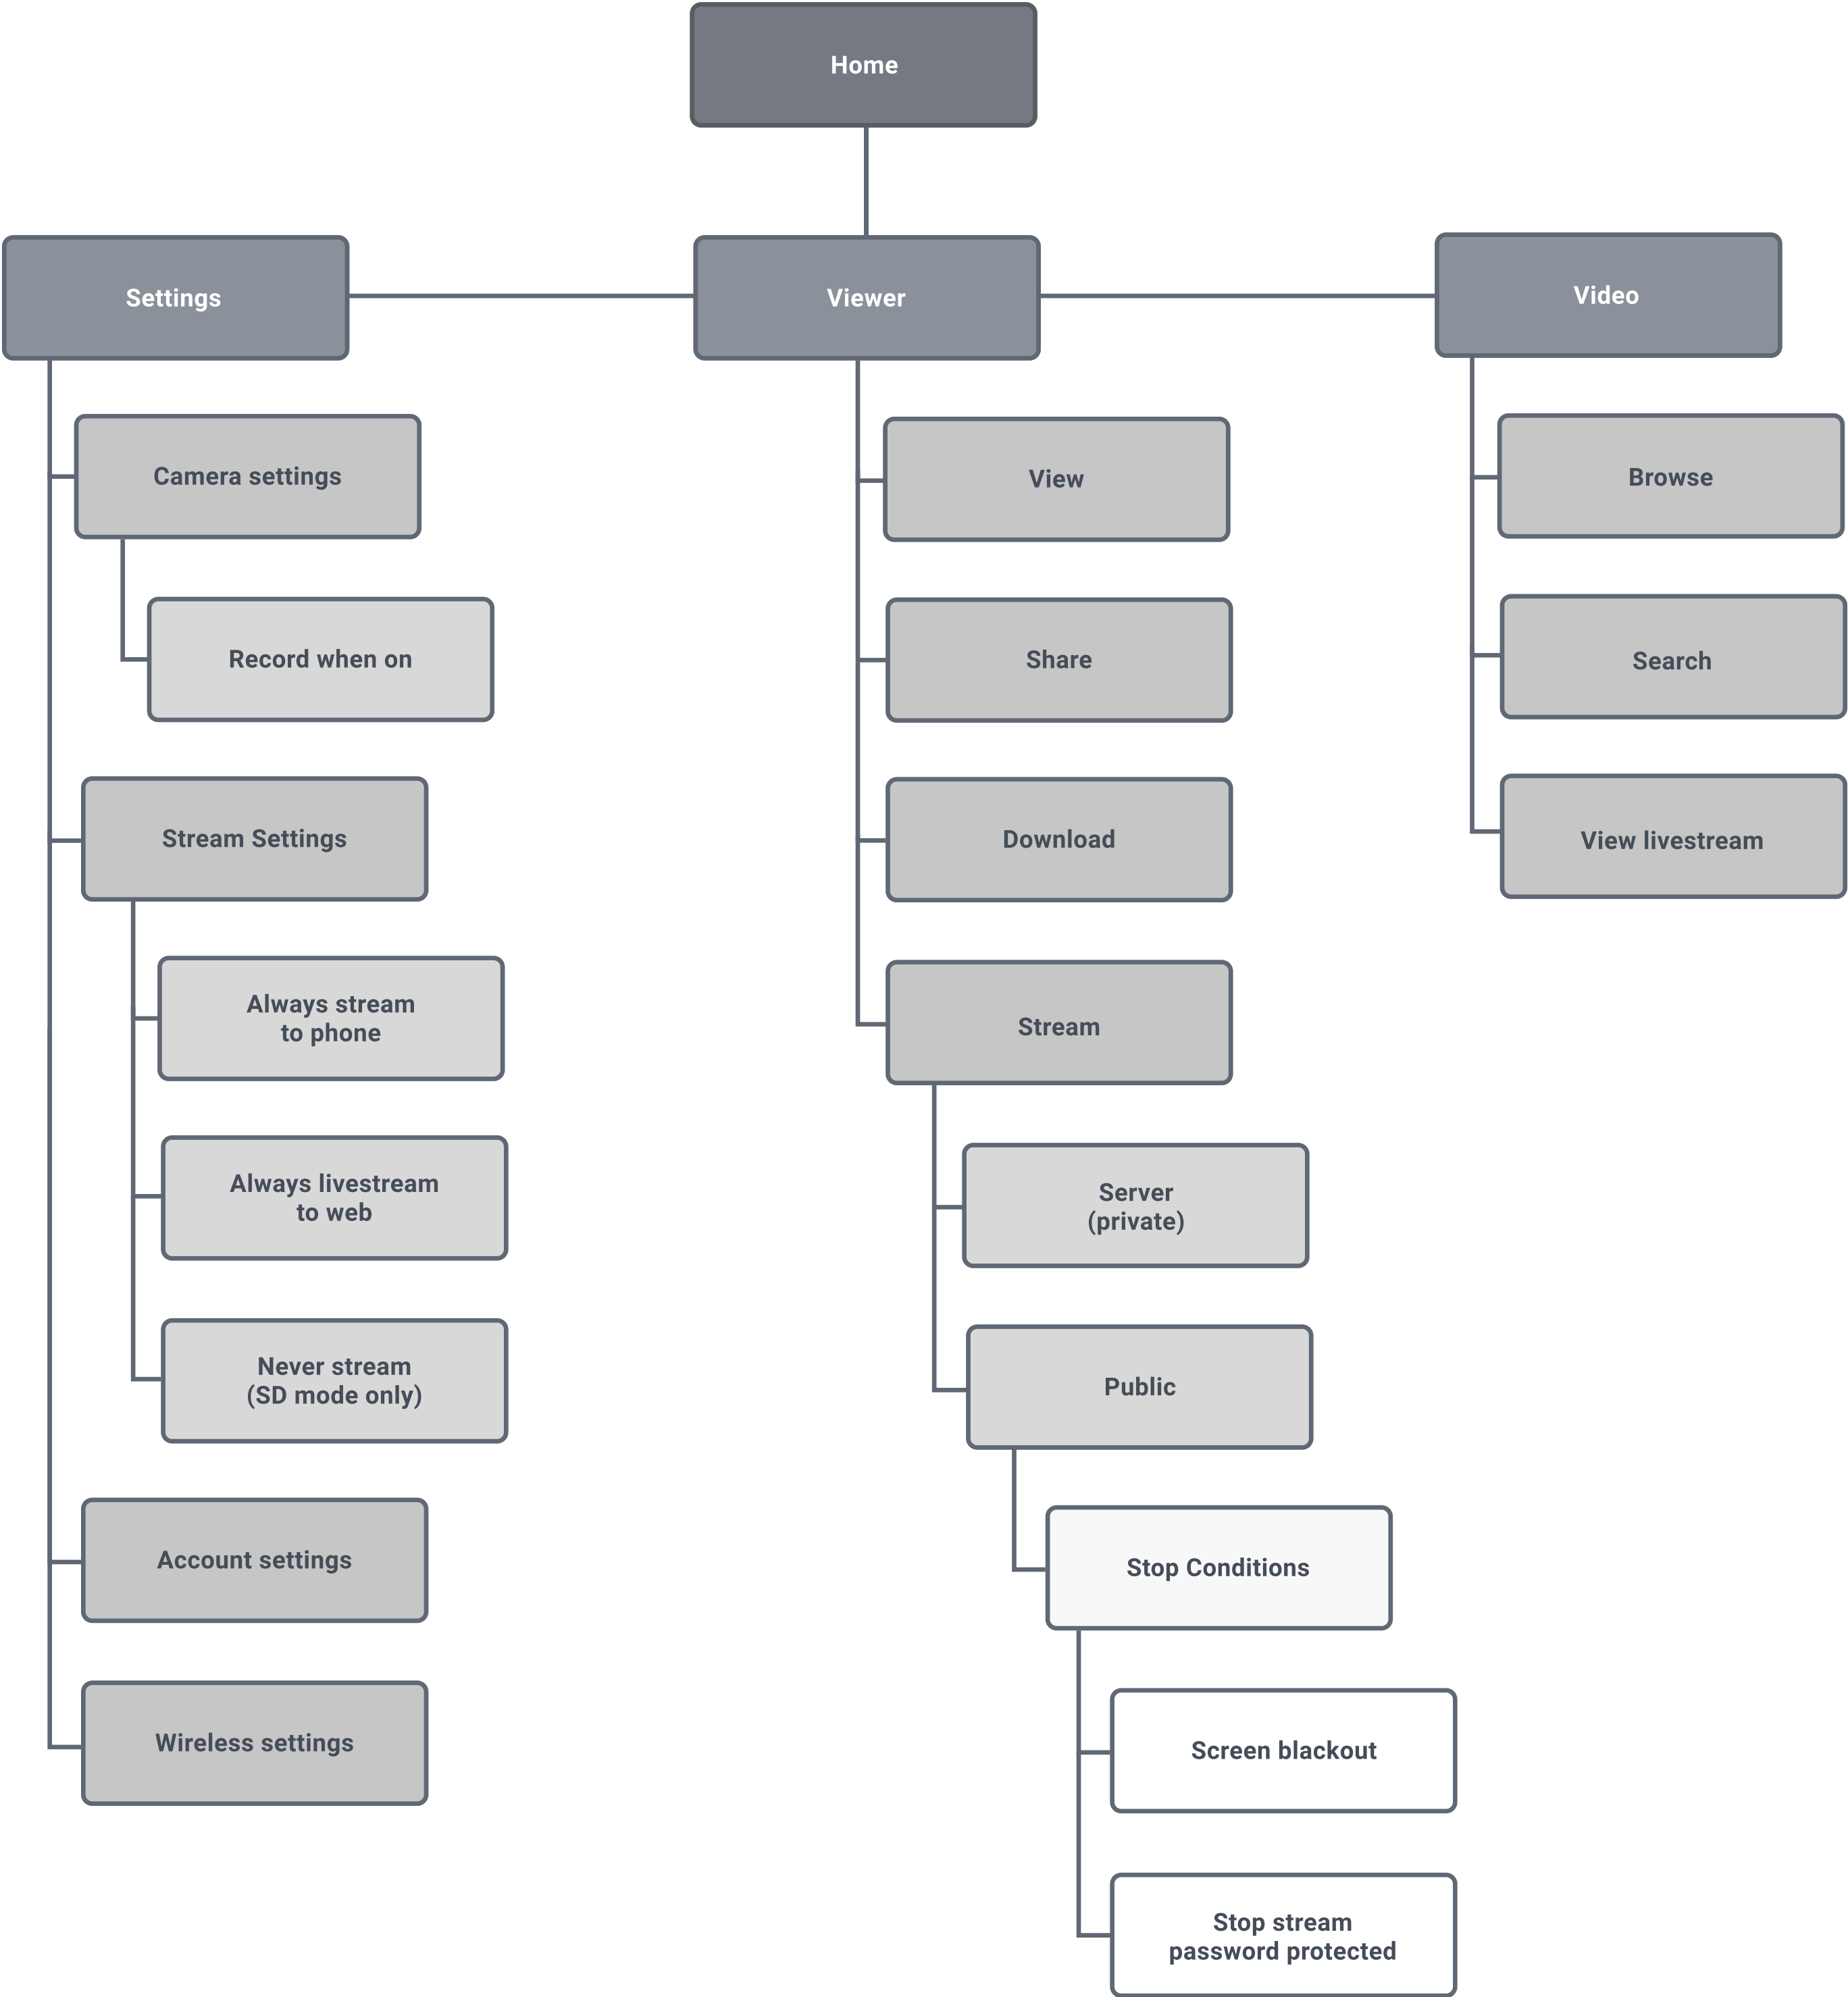 Home
Settings
Viewer
Video
Camera settings
Record when on
Stream Settings
Always stream
to phone
Always livestream
to web
Never stream
(SD mode only)
Account settings
Wireless settings
View
Share
Download
Stream
Server
(private)
Public
Stop Conditions
Screen blackout
Stop stream
password protected
Browse
Search
View livestream